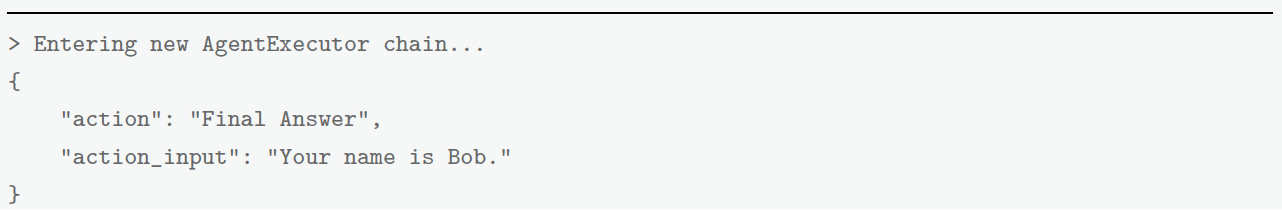 > Entering new AgentExecutor chain...
{
    "action": "Final Answer",
    "action_input": "Your name is Bob."
}